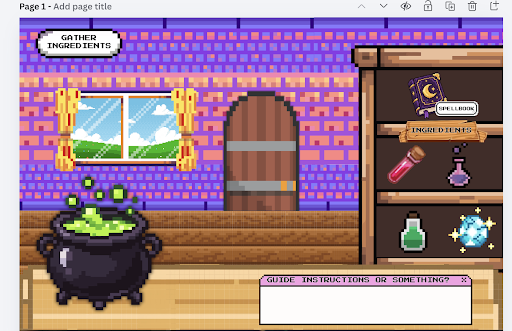 Page 1 - Add page title
GATHER
INGREDIENTS
SPELLBOOK
INGREDIENTS
GUIDE INSTRUCTIONS OR SOMETHING? X